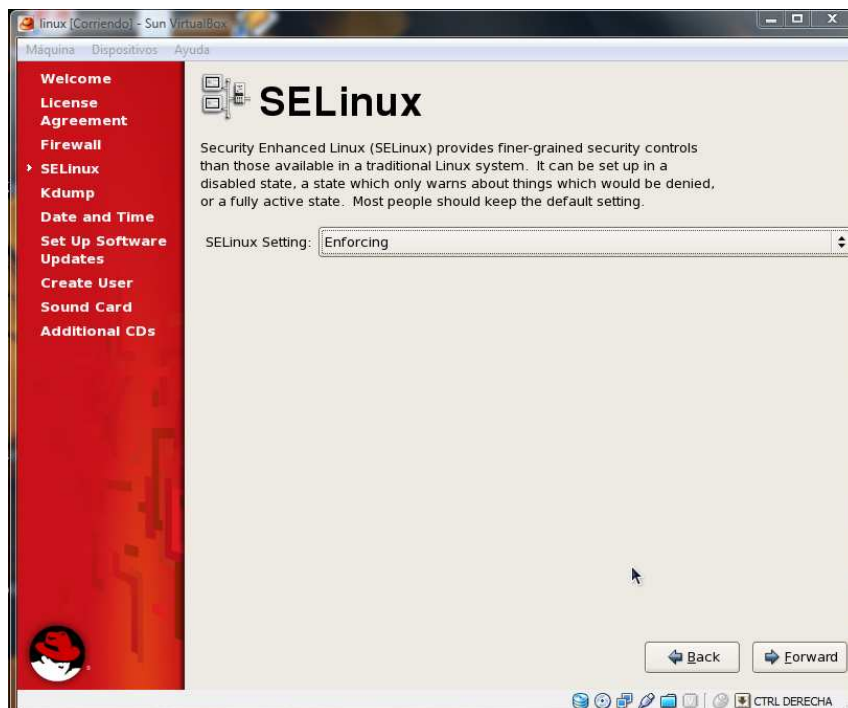 linux [Corriendo] - Sun VirtualBox
Máquina Dispositivos Ayuda
Welcome
License
Agreement
Firewall
SELinux
Kdump
Date and Time
Set Up Software
Updates
Create User
Sound Card
Additional CDs
SELinux
Security Enhanced Linux (SELinux) provides finer-grained security controls
than those available in a traditional Linux system. It can be set up in a
disabled state, a state which only warns about things which would be denied,
or a fully active state. Most people should keep the default setting.
SELinux Setting: Enforcing
Back Forward
CTRL DERECHA